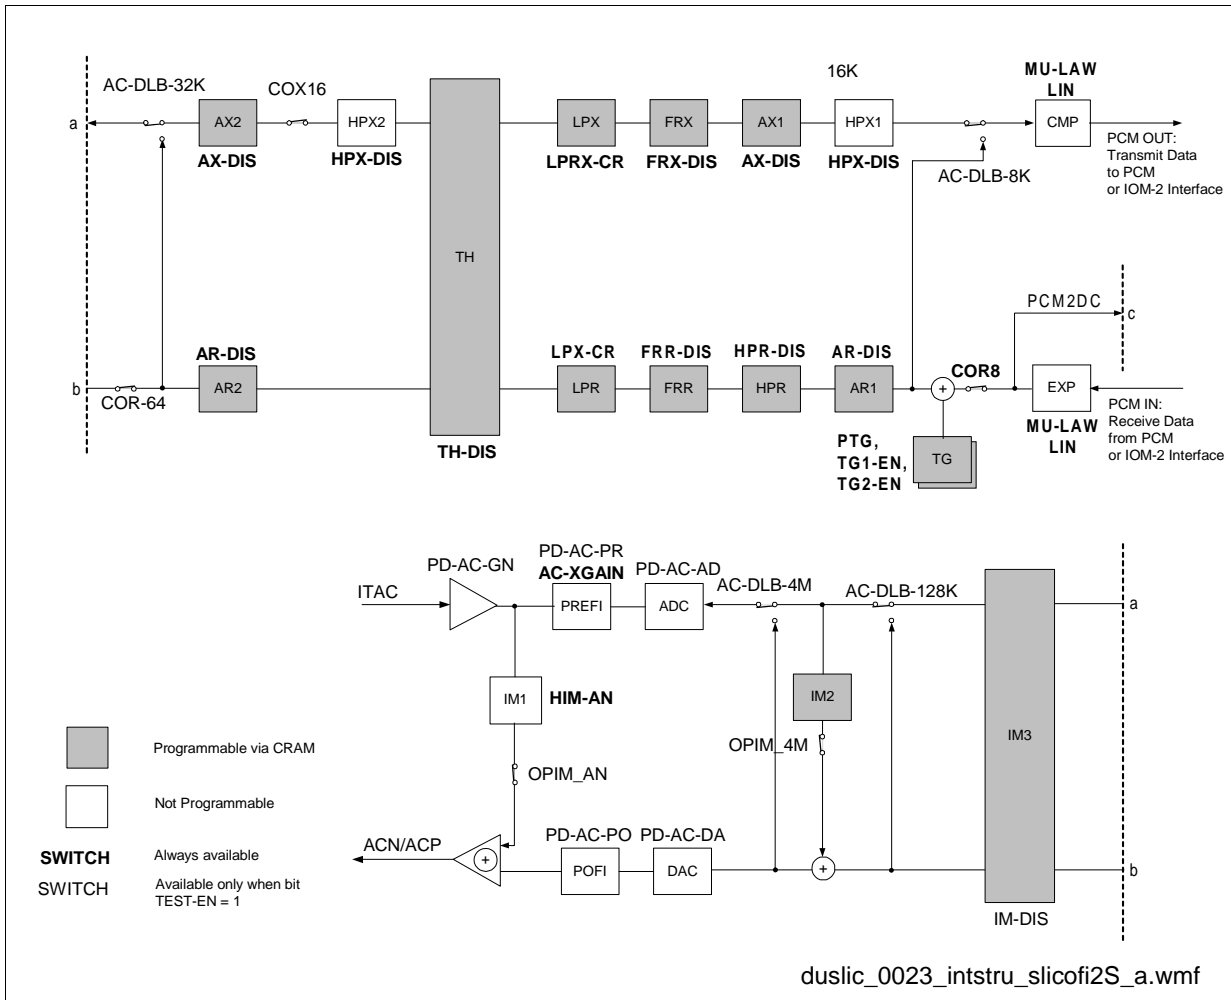 AC-DLB-32K
COX16
16K
MU-LAW
LIN
a
AX2
HPX2
LPX
FRX
AX1
HPX1
CMP
AX-DIS
HPX-DIS
LPRX-CR
FRX-DIS
AX-DIS
HPX-DIS
AC-DLB-8K
PCM OUT:
Transmit Data
to PCM
or IOM-2 Interface
TH
PCM2DC
c
AR-DIS
LPX-CR
FRR-DIS
HPR-DIS
AR-DIS
COR8
b
COR-64
AR2
LPR
FRR
HPR
AR1
+
EXP
TH-DIS
PTG,
TG1-EN,
TG2-EN
TG
MU-LAW
LIN
PCM IN:
Receive Data
from PCM
or IOM-2 Interface
PD-AC-GN
PD-AC-PR
AC-XGAIN
PD-AC-AD
AC-DLB-4M
AC-DLB-128K
ITAC
PREFI
ADC
a
IM1
HIM-AN
IM2
IM3
OPIM_4M
OPIM_AN
Programmable via CRAM
Not Programmable
SWITCH
Always available
SWITCH
Available only when bit
TEST-EN = 1
ACN/ACP
+
PD-AC-PO
PD-AC-DA
POFI
DAC
+
b
IM-DIS
duslic_0023_intstru_slicofi2S_a.wmf